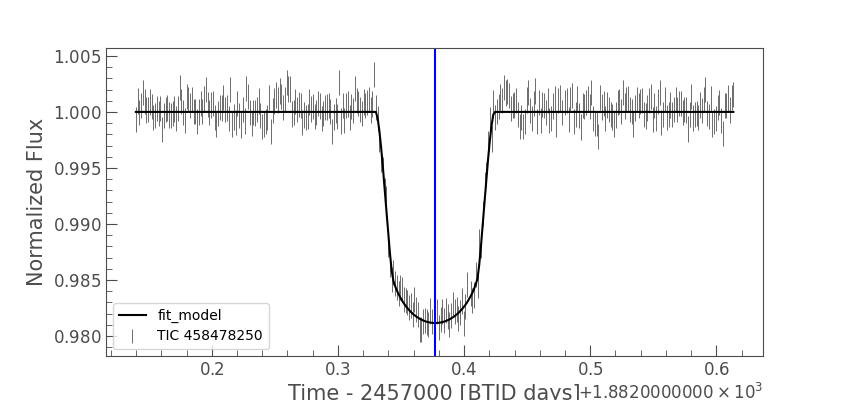 1.005
1.000
0.995
0.990
0.985
0.980
Normalized Flux
fit_model
TIC 458478250
0.2 0.3 0.4 0.5 0.6
Time - 2457000 [BTJD days]
+1.8820000000 × 10³